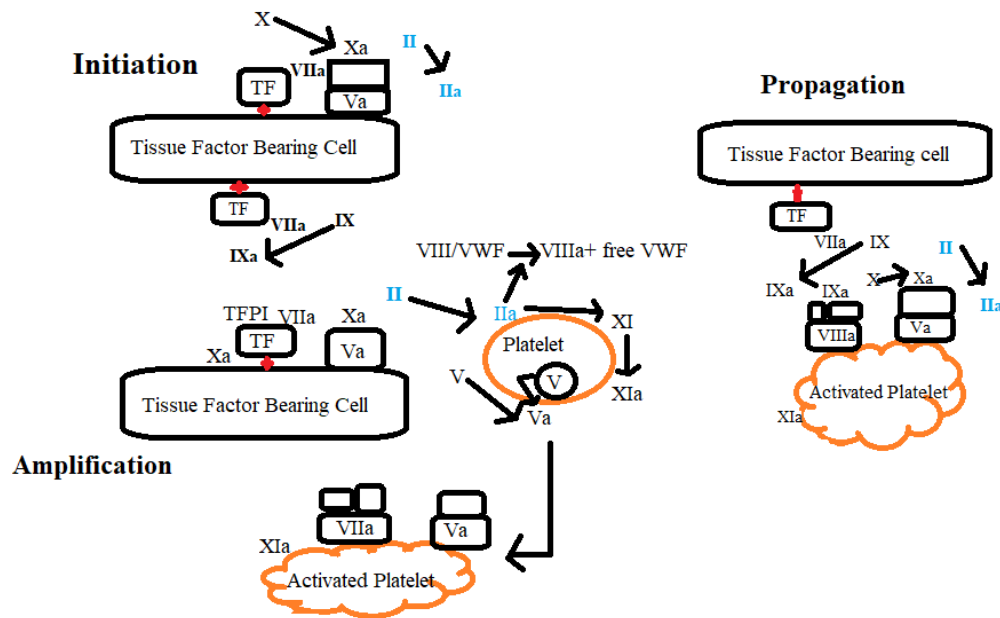 Initiation
X
Xa
II
IIa
VIIa
TF
Va
Tissue Factor Bearing Cell
TF
VIIa
IX
IXa
TFPI
VIIa
Xa
TF
Xa
Va
Tissue Factor Bearing Cell
Amplification
VIII/VWF
VIIIa+ free VWF
II
IIa
XI
Platelet
V
V
XIa
Va
VIIa
Va
XIa
Activated Platelet
Propagation
Tissue Factor Bearing cell
TF
VIIa
IX
II
IXa
IXa
X
Xa
IIa
VIIIa
Va
Activated Platelet
XIa